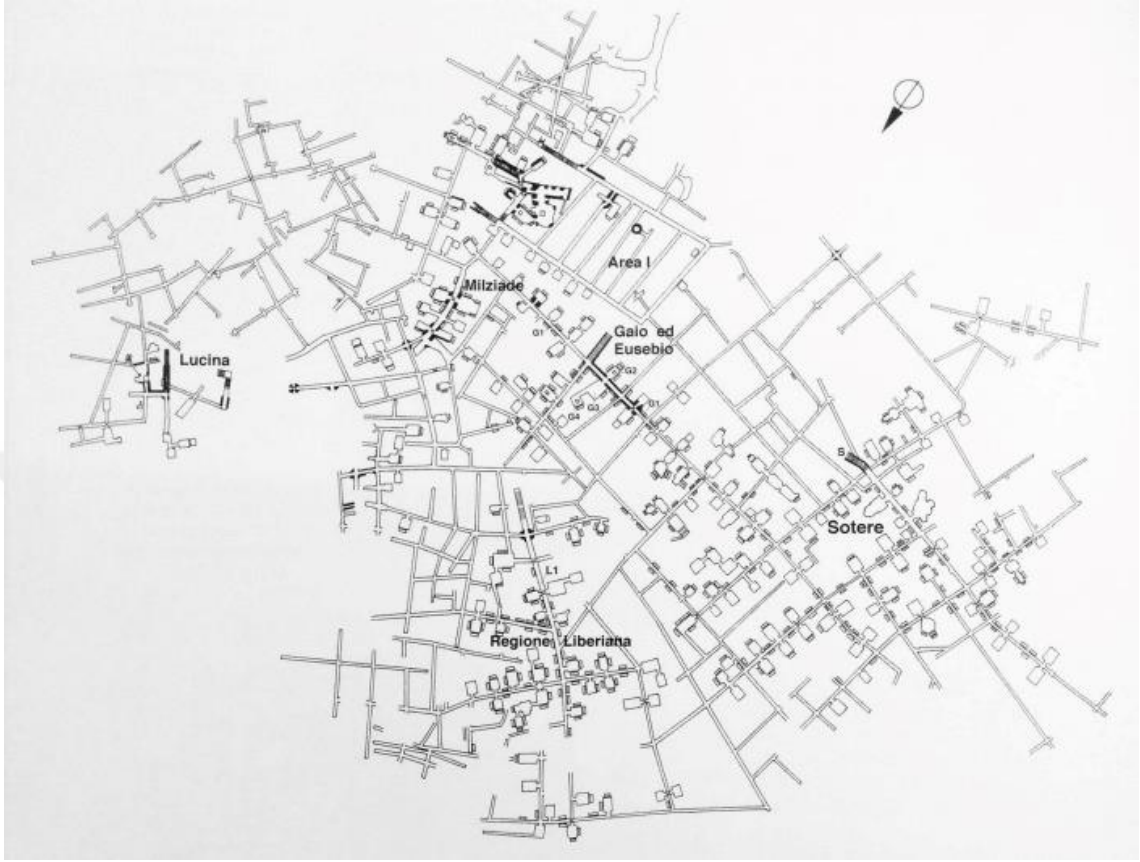 Area I
Milziade
G1
Gaio ed
Eusebio
Lucina
G2
G1
G3
G4
S
Sotere
L1
Regione Liberiana